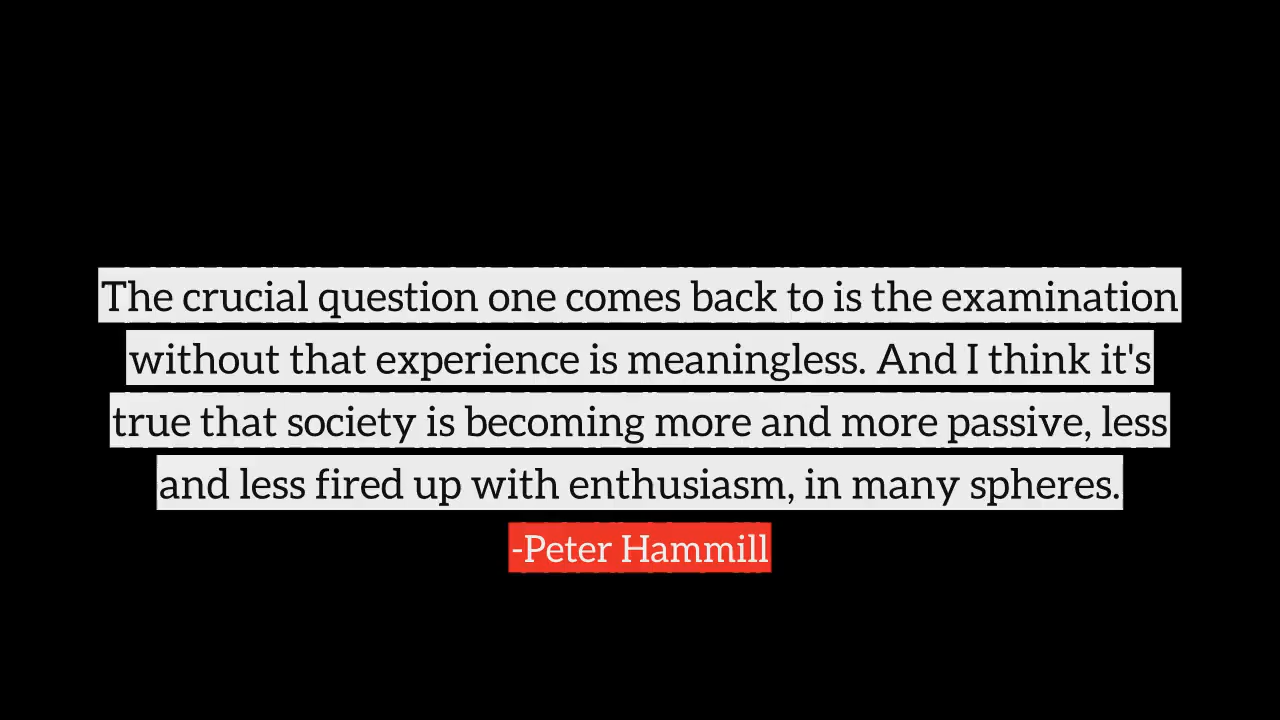 The crucial question one comes back to is the examination
without that experience is meaningless. And I think it's
true that society is becoming more and more passive, less
and less fired up with enthusiasm, in many spheres.
-Peter Hammill